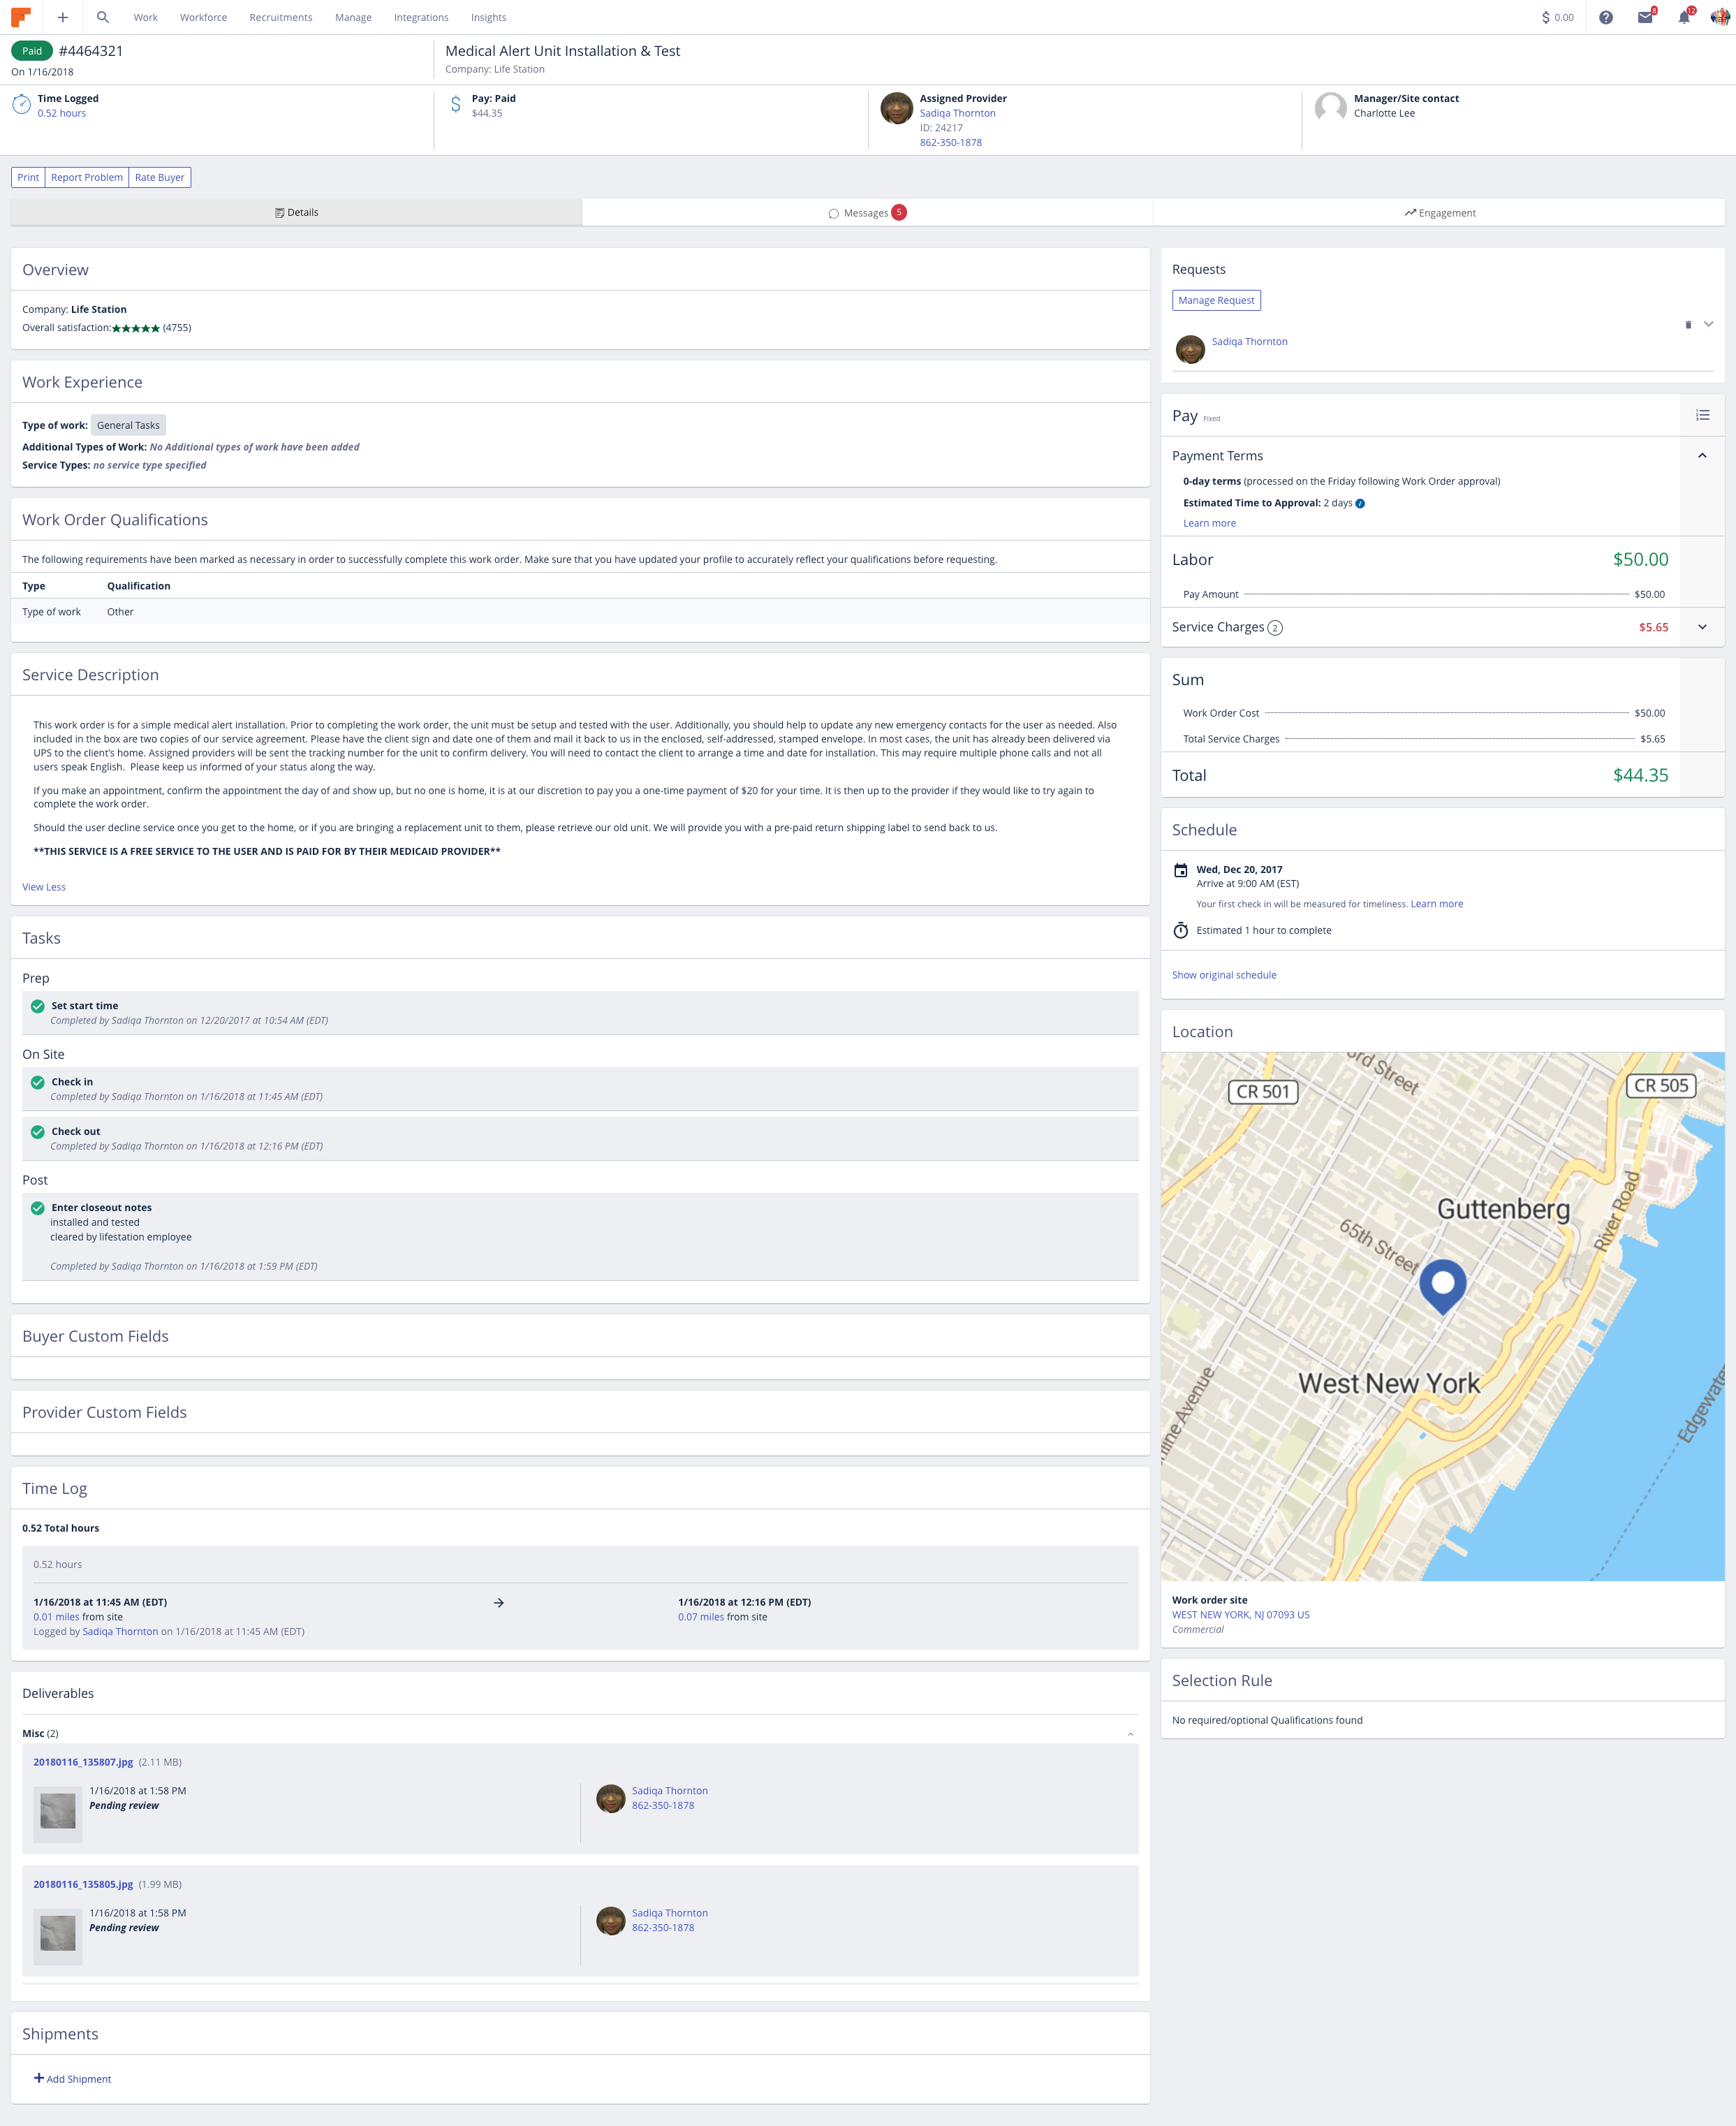 Work Workforce Recruitments Manage Integrations Insights
$ 0.00
8
12
Paid #4464321
On 1/16/2018
Medical Alert Unit Installation & Test
Company: Life Station
Time Logged
0.52 hours
Pay: Paid
$44.35
Assigned Provider
Sadiqa Thornton
ID: 24217
862-350-1878
Manager/Site contact
Charlotte Lee
Print Report Problem Rate Buyer
Details
Messages 5
Engagement
Overview
Company: Life Station
Overall satisfaction:★★★★★ (4755)
Work Experience
Type of work: General Tasks
Additional Types of Work: No Additional types of work have been added
Service Types: no service type specified
Work Order Qualifications
The following requirements have been marked as necessary in order to successfully complete this work order. Make sure that you have updated your profile to accurately reflect your qualifications before requesting.
Type Qualification
Type of work Other
Service Description
This work order is for a simple medical alert installation. Prior to completing the work order, the unit must be setup and tested with the user. Additionally, you should help to update any new emergency contacts for the user as needed. Also
included in the box are two copies of our service agreement. Please have the client sign and date one of them and mail it back to us in the enclosed, self-addressed, stamped envelope. In most cases, the unit has already been delivered via
UPS to the client's home. Assigned providers will be sent the tracking number for the unit to confirm delivery. You will need to contact the client to arrange a time and date for installation. This may require multiple phone calls and not all
users speak English.  Please keep us informed of your status along the way.
If you make an appointment, confirm the appointment the day of and show up, but no one is home, it is at our discretion to pay you a one-time payment of $20 for your time. It is then up to the provider if they would like to try again to
complete the work order.
Should the user decline service once you get to the home, or if you are bringing a replacement unit to them, please retrieve our old unit. We will provide you with a pre-paid return shipping label to send back to us.
**THIS SERVICE IS A FREE SERVICE TO THE USER AND IS PAID FOR BY THEIR MEDICAID PROVIDER**
View Less
Tasks
Prep
Set start time
Completed by Sadiqa Thornton on 12/20/2017 at 10:54 AM (EDT)
On Site
Check in
Completed by Sadiqa Thornton on 1/16/2018 at 11:45 AM (EDT)
Check out
Completed by Sadiqa Thornton on 1/16/2018 at 12:16 PM (EDT)
Post
Enter closeout notes
installed and tested
cleared by lifestation employee
Completed by Sadiqa Thornton on 1/16/2018 at 1:59 PM (EDT)
Buyer Custom Fields
Provider Custom Fields
Time Log
0.52 Total hours
0.52 hours
1/16/2018 at 11:45 AM (EDT)
0.01 miles from site
Logged by Sadiqa Thornton on 1/16/2018 at 11:45 AM (EDT)
1/16/2018 at 12:16 PM (EDT)
0.07 miles from site
Deliverables
Misc (2)
20180116_135807.jpg (2.11 MB)
1/16/2018 at 1:58 PM
Pending review
Sadiqa Thornton
862-350-1878
20180116_135805.jpg (1.99 MB)
1/16/2018 at 1:58 PM
Pending review
Sadiqa Thornton
862-350-1878
Shipments
Add Shipment
Requests
Manage Request
Sadiqa Thornton
Pay Fixed
Payment Terms
0-day terms (processed on the Friday following Work Order approval)
Estimated Time to Approval: 2 days
Learn more
Labor $50.00
Pay Amount $50.00
Service Charges 2 $5.65
Sum
Work Order Cost $50.00
Total Service Charges $5.65
Total $44.35
Schedule
Wed, Dec 20, 2017
Arrive at 9:00 AM (EST)
Your first check in will be measured for timeliness. Learn more
Estimated 1 hour to complete
Show original schedule
Location
rd Street
CR 501
CR 505
Guttenberg
65th Street
River Road
West New York
line Avenue
Edgewate
Work order site
WEST NEW YORK, NJ 07093 US
Commercial
Selection Rule
No required/optional Qualifications found